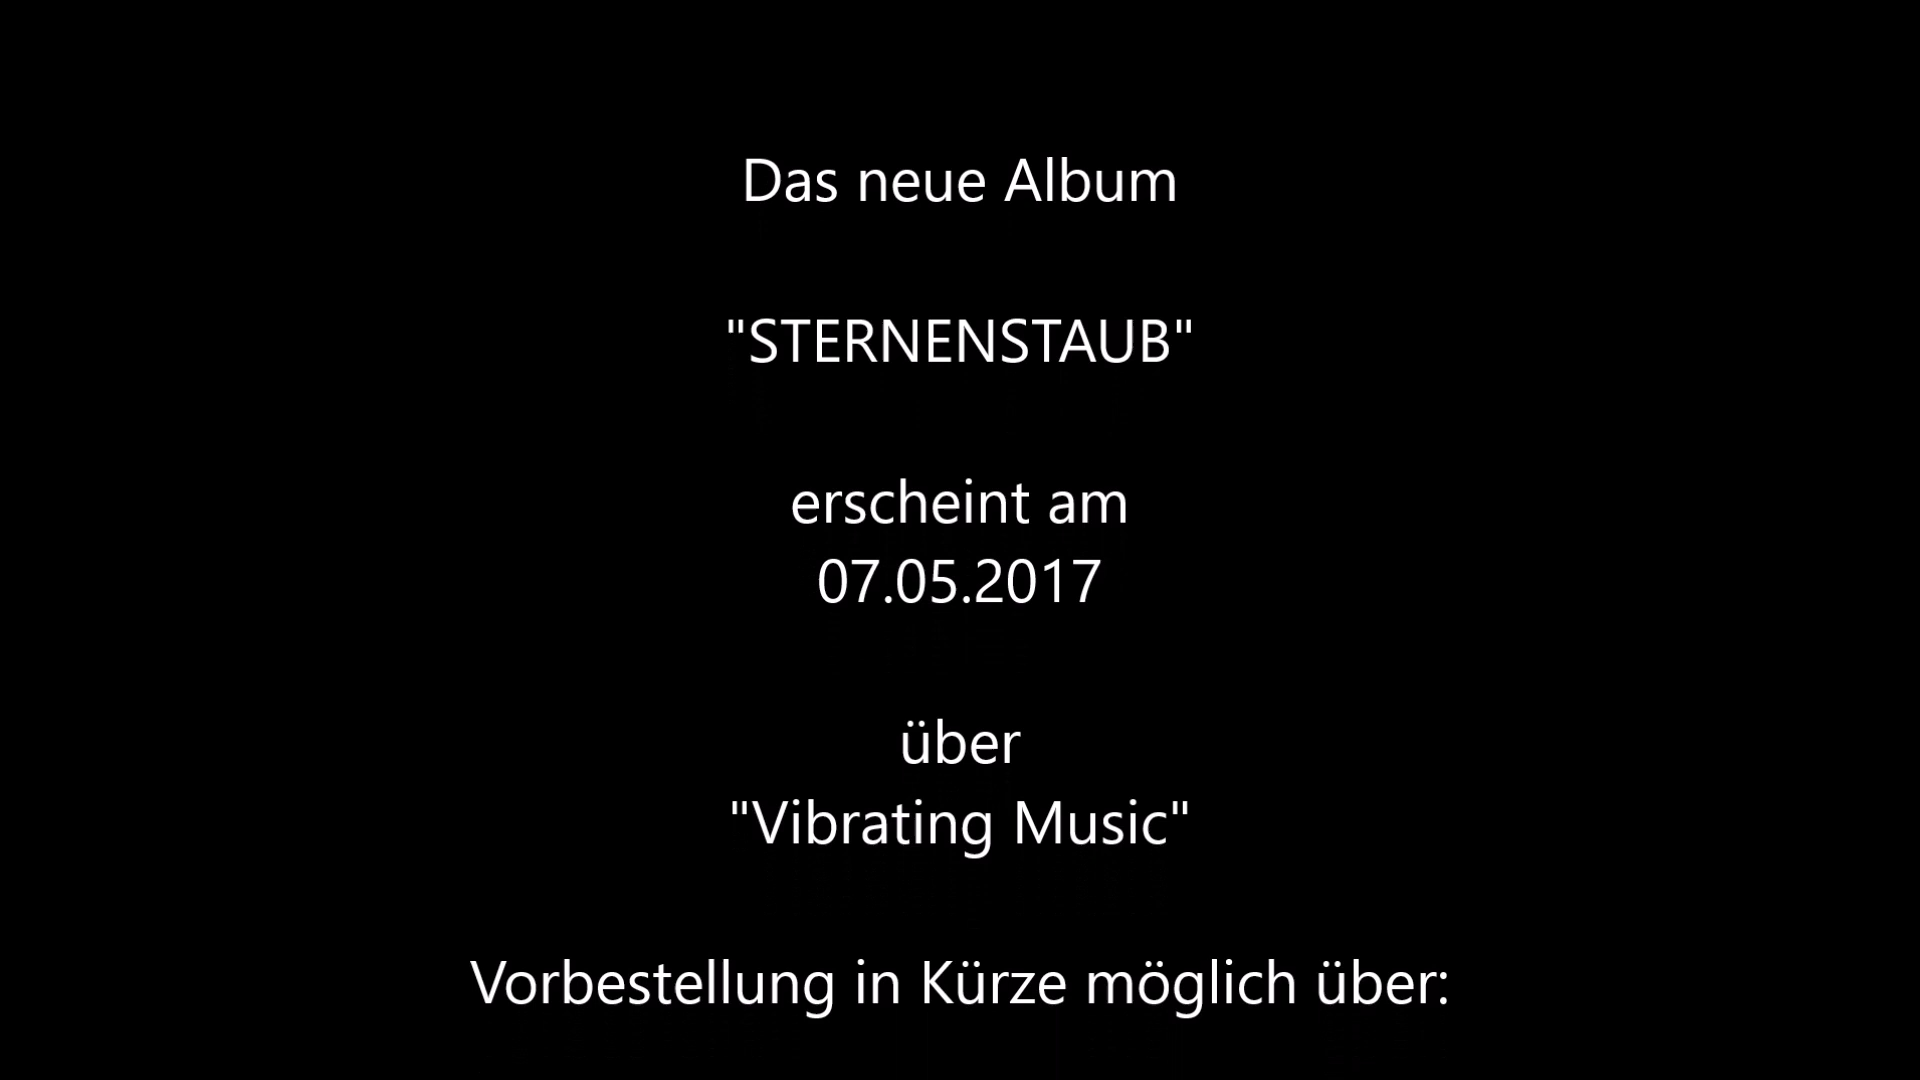 Das neue Album
"STERNENSTAUB"
erscheint am
07.05.2017
über
"Vibrating Music"
Vorbestellung in Kürze möglich über: